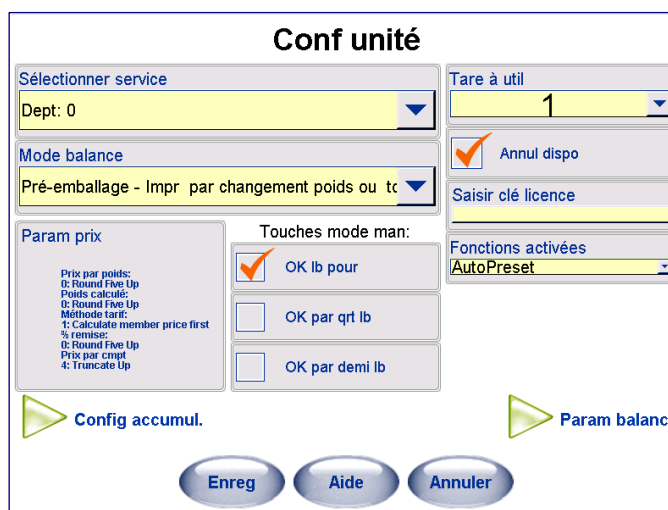 Conf unité
Sélectionner service
Dept: 0
Mode balance
Pré-emballage - Impr par changement poids ou
Param prix
Prix par poids:
0: Round Five Up
Poids calculé:
0: Round Five Up
Méthode tarif:
1: Calculate member price first
% remise:
0: Round Five Up
Prix par cmpt
4: Truncate Up
Touches mode man:
OK lb pour
OK par qrt lb
OK par demi lb
Tare à util
1
Annul dispo
Saisir clé licence
Fonctions activées
AutoPreset
Config accumul.
Param balanc
Enreg
Aide
Annuler